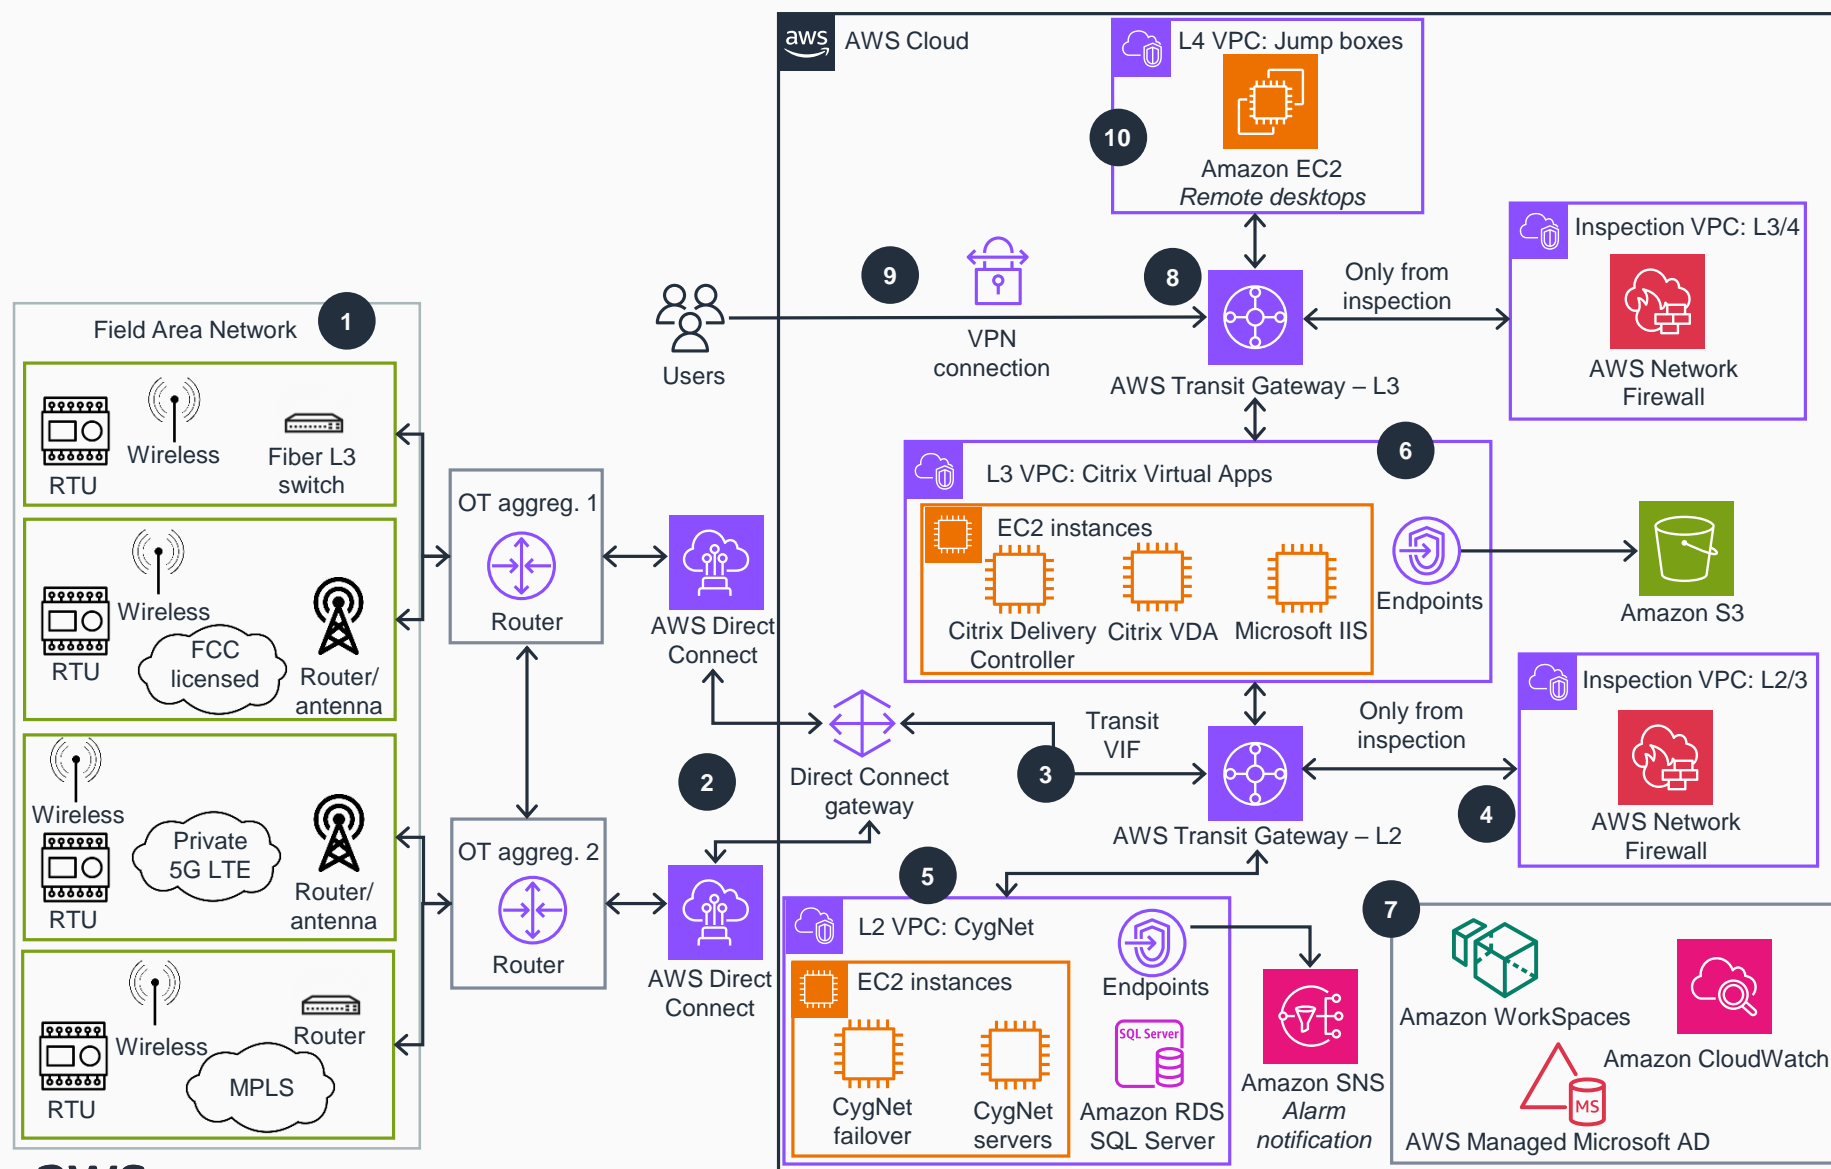 aws
AWS Cloud
L4 VPC: Jump boxes
10
Amazon EC2
Remote desktops
Inspection VPC: L3/4
AWS Network
Firewall
9
8
Only from
inspection
VPN
connection
Users
AWS Transit Gateway – L3
Field Area Network
1
RTU
Wireless
Fiber L3
switch
RTU
Wireless
FCC
licensed
Router/
antenna
Wireless
RTU
Private
5G LTE
Router/
antenna
RTU
Wireless
Router
MPLS
OT aggreg. 1
Router
OT aggreg. 2
Router
AWS Direct
Connect
2
AWS Direct
Connect
6
L3 VPC: Citrix Virtual Apps
EC2 instances
Citrix Delivery
Controller
Citrix VDA
Microsoft IIS
Endpoints
Amazon S3
Direct Connect
gateway
3
Transit
VIF
Only from
inspection
AWS Transit Gateway – L2
4
Inspection VPC: L2/3
AWS Network
Firewall
5
L2 VPC: CygNet
EC2 instances
CygNet
failover
CygNet
servers
Endpoints
SQL Server
Amazon RDS
SQL Server
Amazon SNS
Alarm
notification
7
Amazon WorkSpaces
Amazon CloudWatch
MS
AWS Managed Microsoft AD
aws